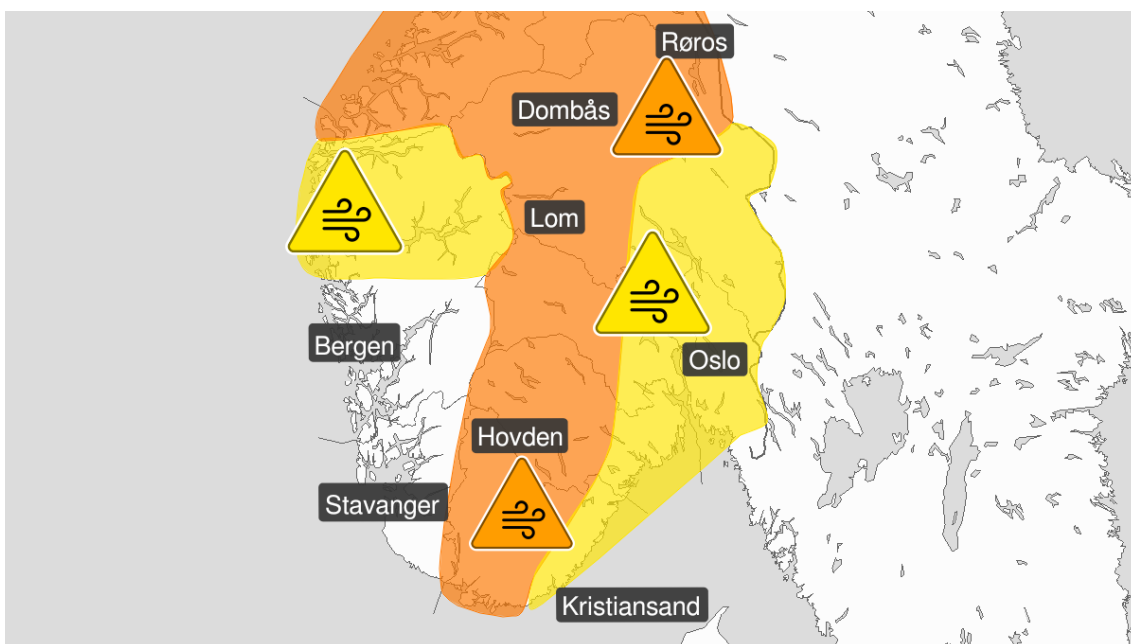 Røros
Dombås
Lom
Bergen
Oslo
Hovden
Stavanger
Kristiansand